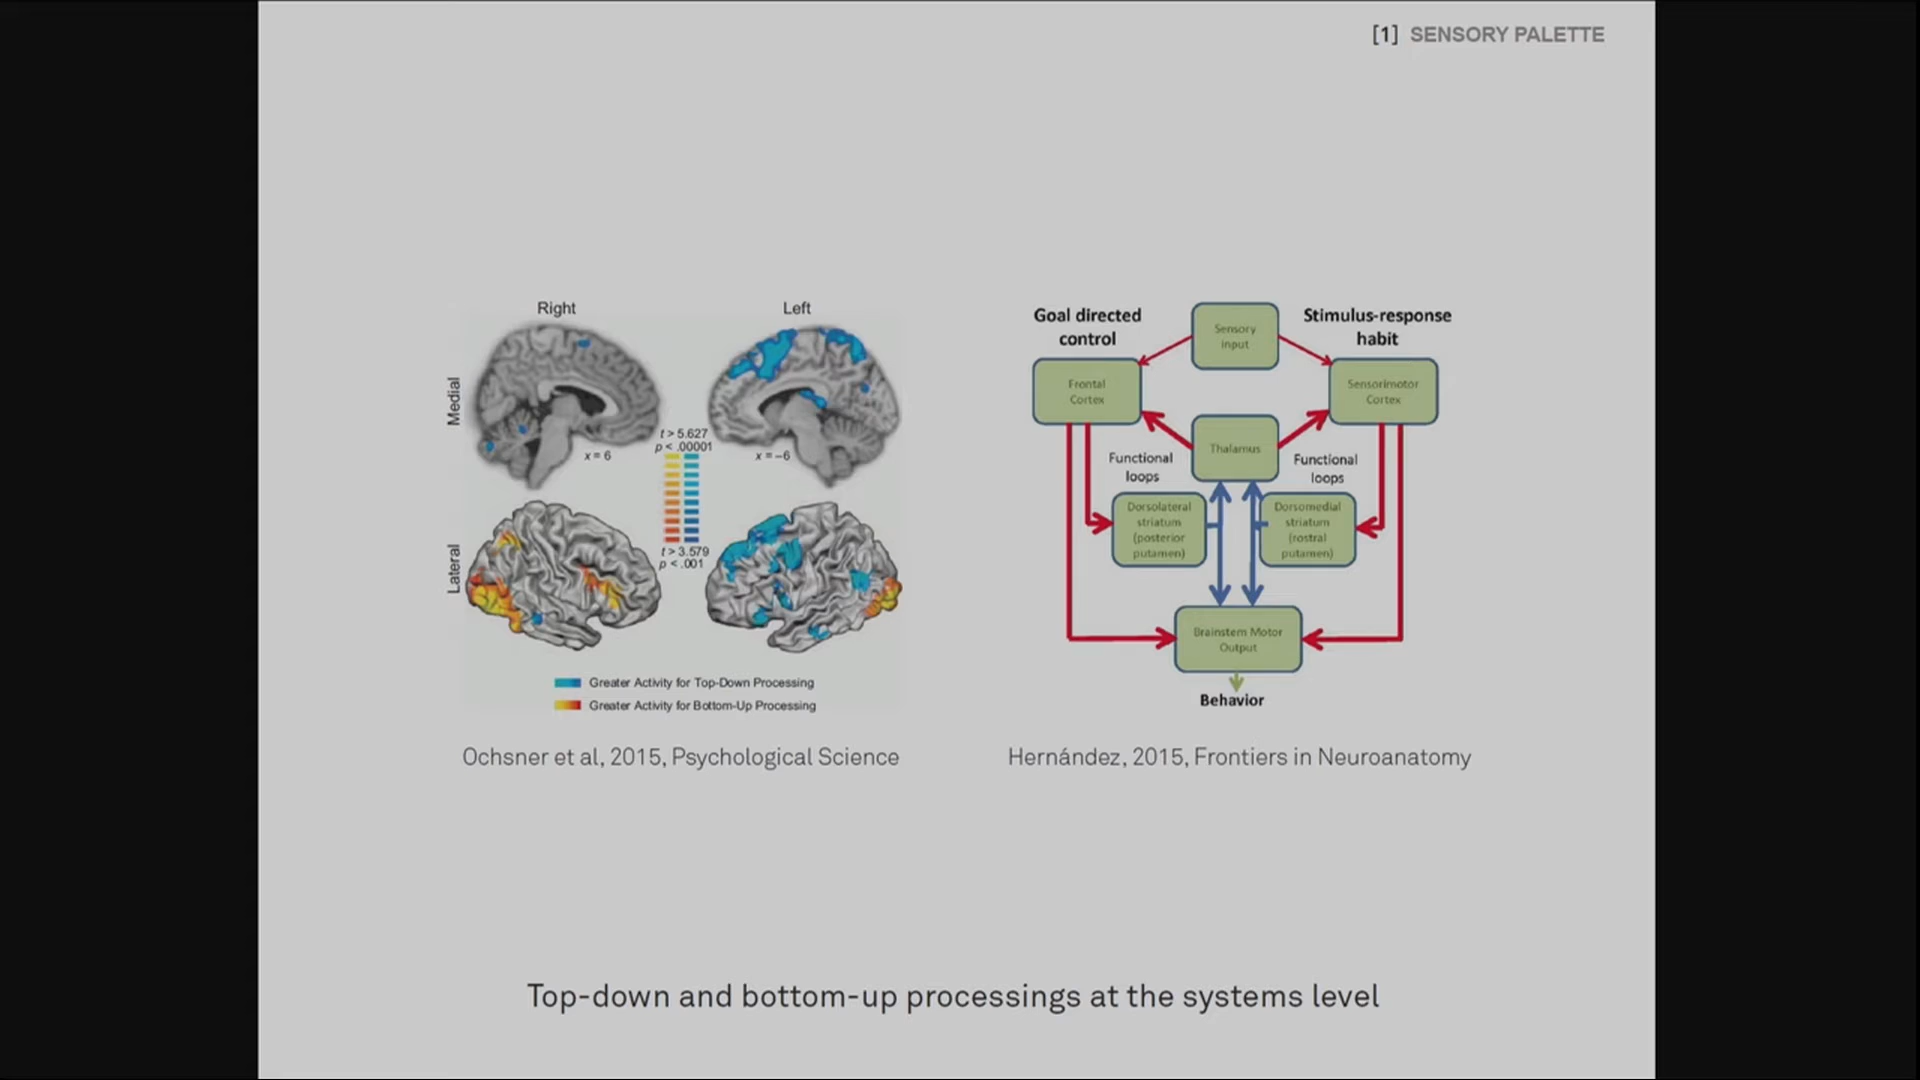 [1] SENSORY PALETTE
Right
Left
Medial
t > 5.627
p < .00001
x = 6
x = –6
Lateral
t > 3.579
p < .001
Greater Activity for Top-Down Processing
Greater Activity for Bottom-Up Processing
Ochsner et al, 2015, Psychological Science
Goal directed
control
Sensory
input
Stimulus-response
habit
Frontal
Cortex
Sensorimotor
Cortex
Thalamus
Functional
loops
Functional
loops
Dorsolateral
striatum
(posterior
putamen)
Dorsomedial
striatum
(rostral
putamen)
Brainstem Motor
Output
Behavior
Hernández, 2015, Frontiers in Neuroanatomy
Top-down and bottom-up processings at the systems level